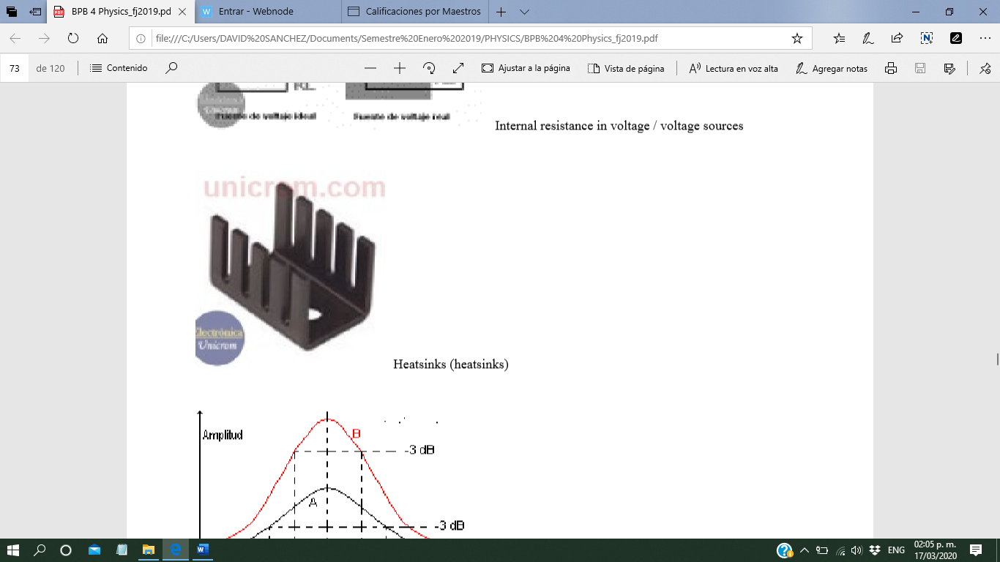 BPB 4 Physics_fj2019.pd
Entrar - Webnode
Calificaciones por Maestros
file:///C:/Users/DAVID%20SANCHEZ/Documents/Semestre%20Enero%202019/PHYSICS/BPB%204%20Physics_fj2019.pdf
73 de 120 Contenido Ajustar a la página Vista de página Lectura en voz alta Agregar notas
RL
Unicrom
Fuente de voltaje ideal Fuente de voltaje real
Internal resistance in voltage / voltage sources
unicrom.com
Electrónica
Unicrom
Heatsinks (heatsinks)
Amplitud
B
-3 dB
A
-3 dB
ENG
02:05 p. m.
17/03/2020